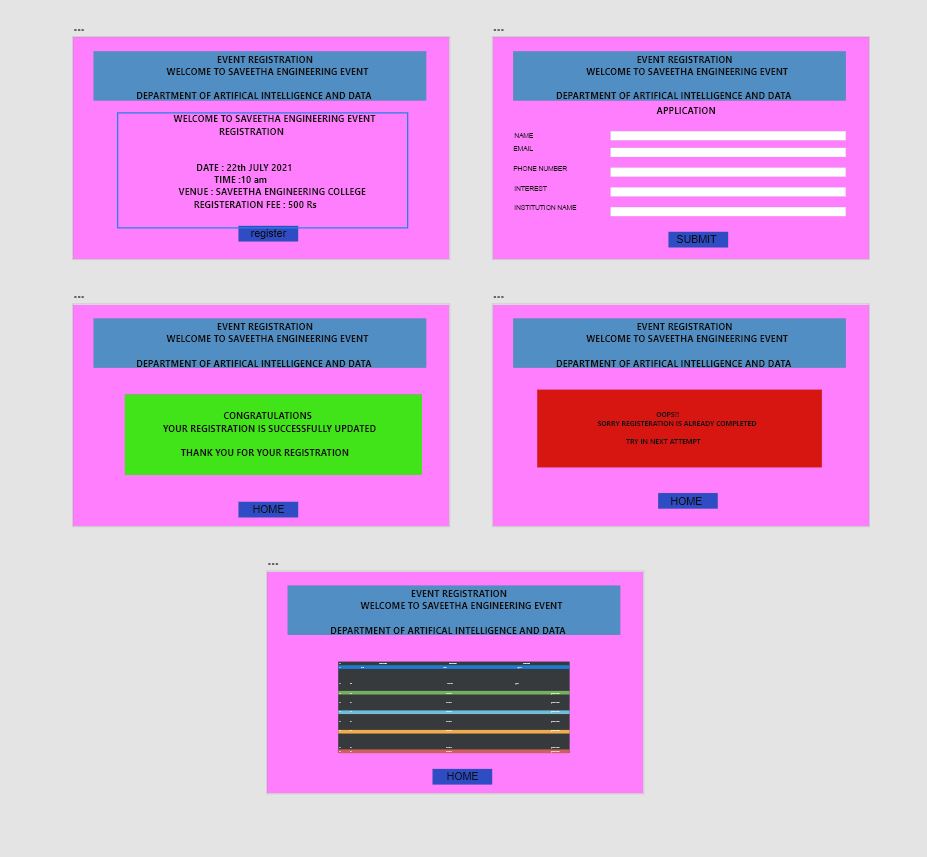 EVENT REGISTRATION
WELCOME TO SAVEETHA ENGINEERING EVENT
DEPARTMENT OF ARTIFICAL INTELLIGENCE AND DATA
WELCOME TO SAVEETHA ENGINEERING EVENT
REGISTRATION
DATE : 22th JULY 2021
TIME :10 am
VENUE : SAVEETHA ENGINEERING COLLEGE
REGISTERATION FEE : 500 Rs
register
EVENT REGISTRATION
WELCOME TO SAVEETHA ENGINEERING EVENT
DEPARTMENT OF ARTIFICAL INTELLIGENCE AND DATA
APPLICATION
NAME
EMAIL
PHONE NUMBER
INTEREST
INSTITUTION NAME
SUBMIT
EVENT REGISTRATION
WELCOME TO SAVEETHA ENGINEERING EVENT
DEPARTMENT OF ARTIFICAL INTELLIGENCE AND DATA
CONGRATULATIONS
YOUR REGISTRATION IS SUCCESSFULLY UPDATED
THANK YOU FOR YOUR REGISTRATION
HOME
EVENT REGISTRATION
WELCOME TO SAVEETHA ENGINEERING EVENT
DEPARTMENT OF ARTIFICAL INTELLIGENCE AND DATA
OOPS!!
SORRY REGISTERATION IS ALREADY COMPLETED
TRY IN NEXT ATTEMPT
HOME
EVENT REGISTRATION
WELCOME TO SAVEETHA ENGINEERING EVENT
DEPARTMENT OF ARTIFICAL INTELLIGENCE AND DATA
HOME